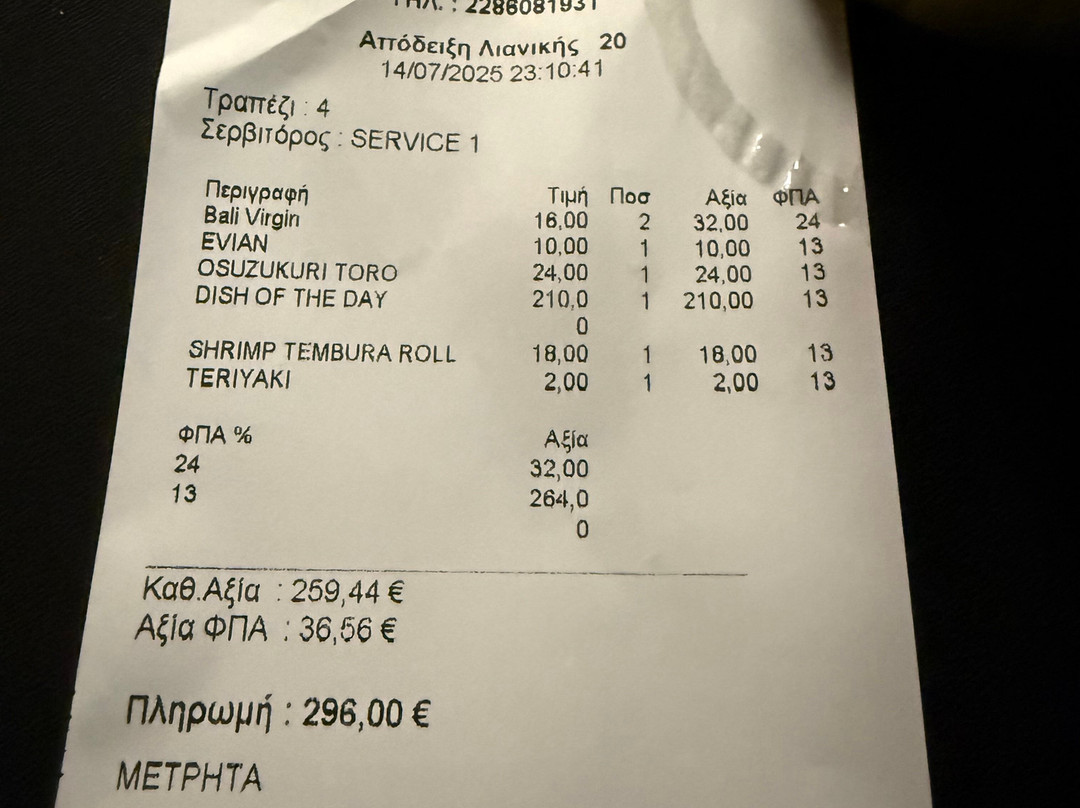 ΤΗΛ. : 2286081931
Απόδειξη Λιανικής 20
14/07/2025 23:10:41
Τραπέζι : 4
Σερβιτόρος : SERVICE 1
Περιγραφή Τιμή Ποσ Αξία ΦΠΑ
Bali Virgin 16,00 2 32,00 24
EVIAN 10,00 1 10,00 13
OSUZUKURI TORO 24,00 1 24,00 13
DISH OF THE DAY 210,0 1 210,00 13
0
SHRIMP TEMBURA ROLL 18,00 1 18,00 13
TERIYAKI 2,00 1 2,00 13
ΦΠΑ % Αξία
24 32,00
13 264,0
0
Καθ.Αξία : 259,44 €
Αξία ΦΠΑ : 36,56 €
Πληρωμή : 296,00 €
ΜΕΤΡΗΤΑ